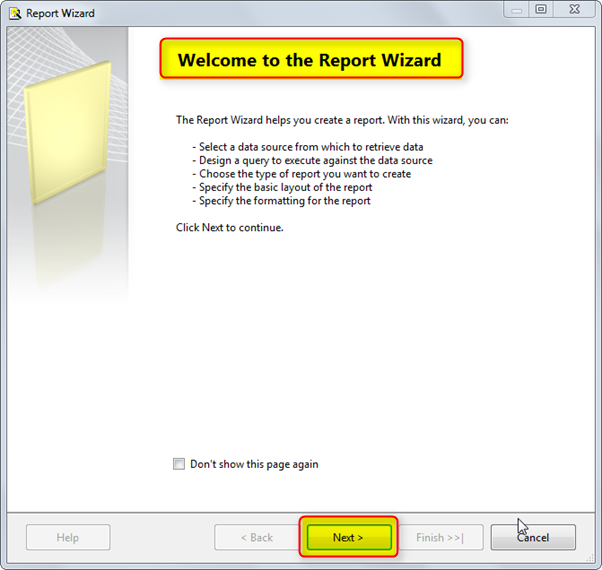 Report Wizard
Welcome to the Report Wizard
The Report Wizard helps you create a report. With this wizard, you can:
- Select a data source from which to retrieve data
- Design a query to execute against the data source
- Choose the type of report you want to create
- Specify the basic layout of the report
- Specify the formatting for the report
Click Next to continue.
Don't show this page again
Help < Back Next > Finish >>| Cancel